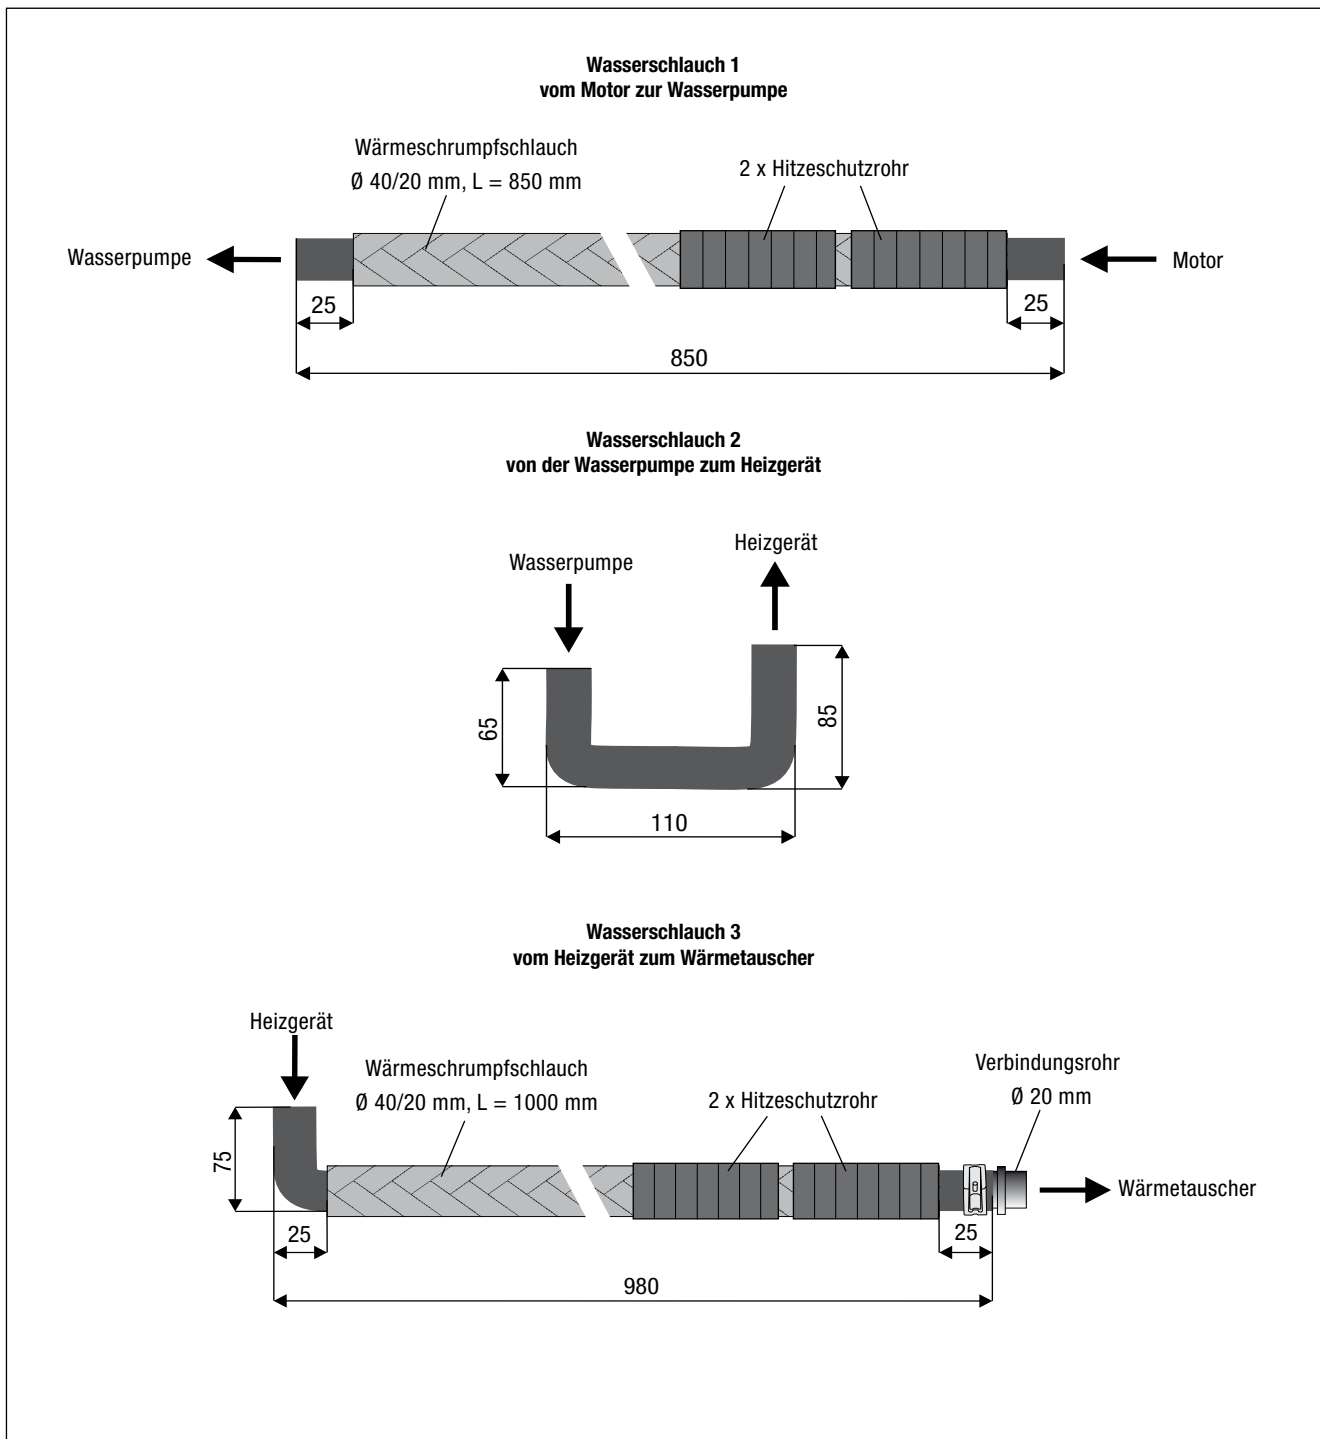 Wasserschlauch 1
vom Motor zur Wasserpumpe
Wärmeschrumpfschlauch
Ø 40/20 mm, L = 850 mm
2 x Hitzeschutzrohr
Wasserpumpe
Motor
25
25
850
Wasserschlauch 2
von der Wasserpumpe zum Heizgerät
Wasserpumpe
Heizgerät
65
85
110
Wasserschlauch 3
vom Heizgerät zum Wärmetauscher
Heizgerät
Wärmeschrumpfschlauch
Ø 40/20 mm, L = 1000 mm
2 x Hitzeschutzrohr
Verbindungsrohr
Ø 20 mm
75
Wärmetauscher
25
25
980